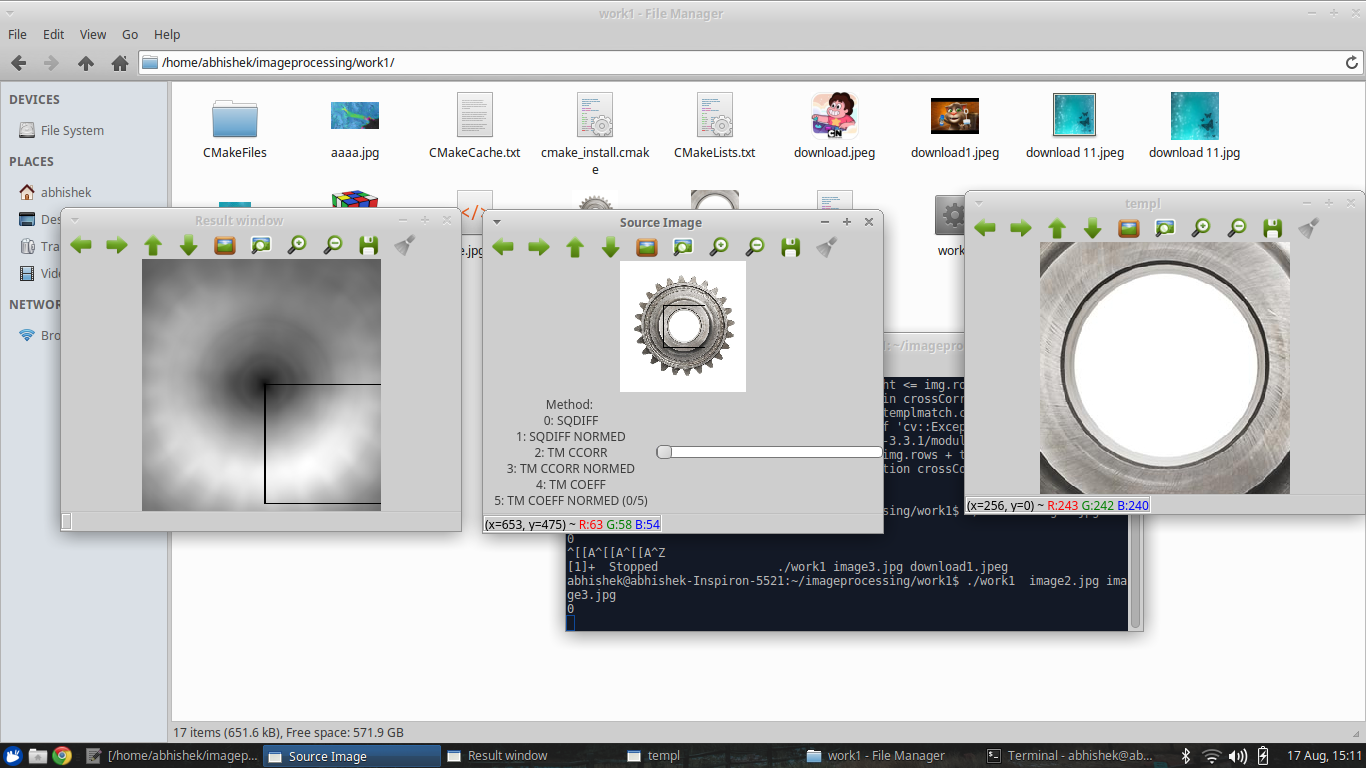 work1 - File Manager
File Edit View Go Help
/home/abhishek/imageprocessing/work1/
DEVICES
File System
PLACES
abhishek
Des
Tra
Vid
NETWOR
Bro
CMakeFiles
aaaa.jpg
CMakeCache.txt
cmake_install.cmak
e
CMakeLists.txt
download.jpeg
download1.jpeg
download 11.jpeg
download 11.jpg
CN
</>
e.jpg
work
Result window
Source Image
Method:
0: SQDIFF
1: SQDIFF NORMED
2: TM CCORR
3: TM CCORR NORMED
4: TM COEFF
5: TM COEFF NORMED (0/5)
(x=653, y=475) ~ R:63 G:58 B:54
templ
(x=256, y=0) ~ R:243 G:242 B:240
1: ~/imagepro
nt <= img.ro
in crossCorr
templmatch.c
f 'cv::Excep
-3.3.1/modul
img.rows + t
tion crossCo
0
^[[A^[[A^[[A^Z
[1]+ Stopped ./work1 image3.jpg download1.jpeg
abhishek@abhishek-Inspiron-5521:~/imageprocessing/work1$ ./work1 image2.jpg ima
ge3.jpg
0
17 items (651.6 kB), Free space: 571.9 GB
[/home/abhishek/imagep...
Source Image
Result window
templ
work1 - File Manager
Terminal - abhishek@ab...
17 Aug, 15:11